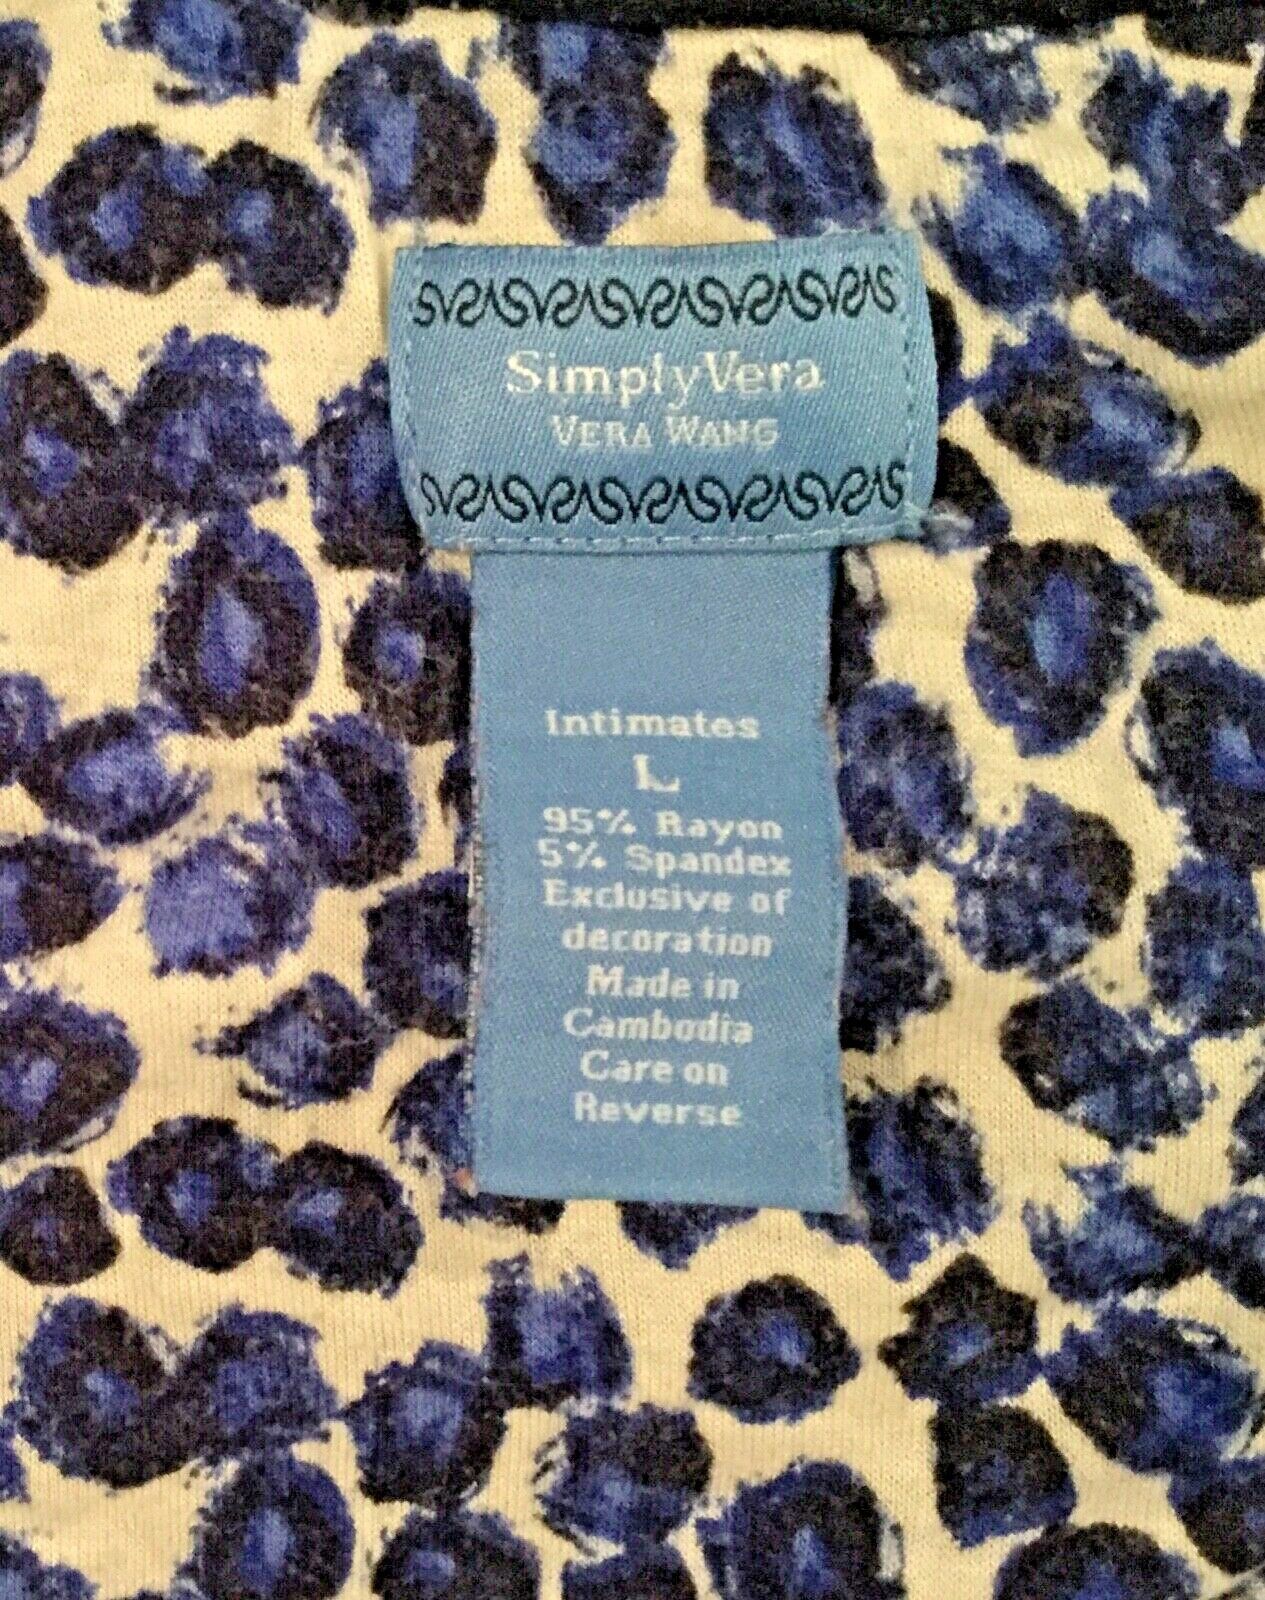 SimplyVera
VERA WANG
Intimates
L
95% Rayon
5% Spandex
Exclusive of
decoration
Made in
Cambodia
Care on
Reverse